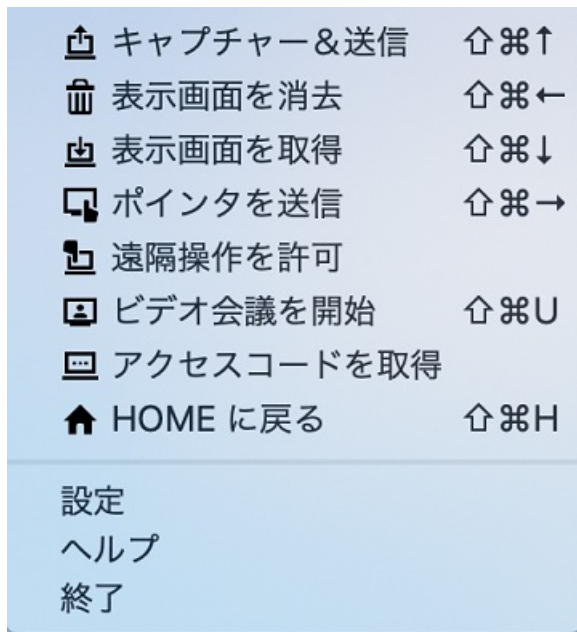 キャプチャー＆送信 ⇧⌘↑
表示画面を消去 ⇧⌘←
表示画面を取得 ⇧⌘↓
ポインタを送信 ⇧⌘→
遠隔操作を許可
ビデオ会議を開始 ⇧⌘U
アクセスコードを取得
HOME に戻る ⇧⌘H
設定
ヘルプ
終了